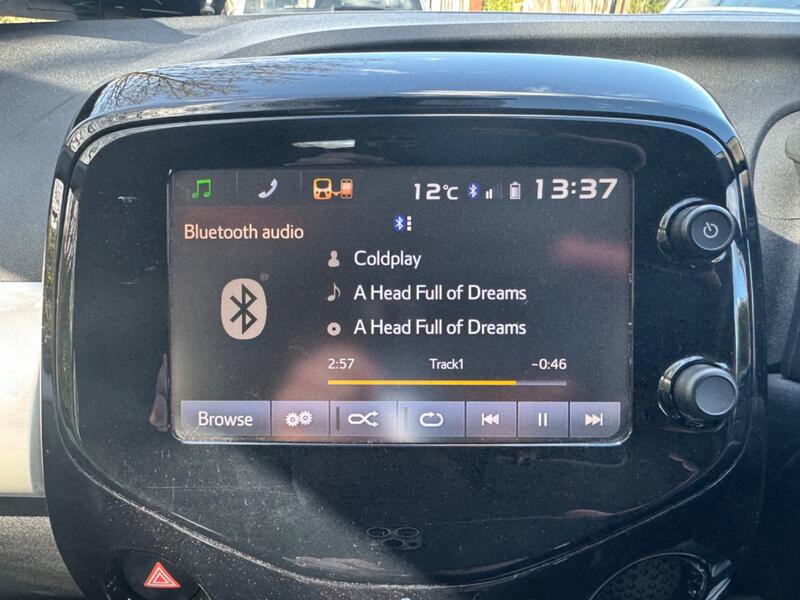 12°C 13:37
Bluetooth audio
Coldplay
A Head Full of Dreams
A Head Full of Dreams
2:57 Track1 -0:46
Browse